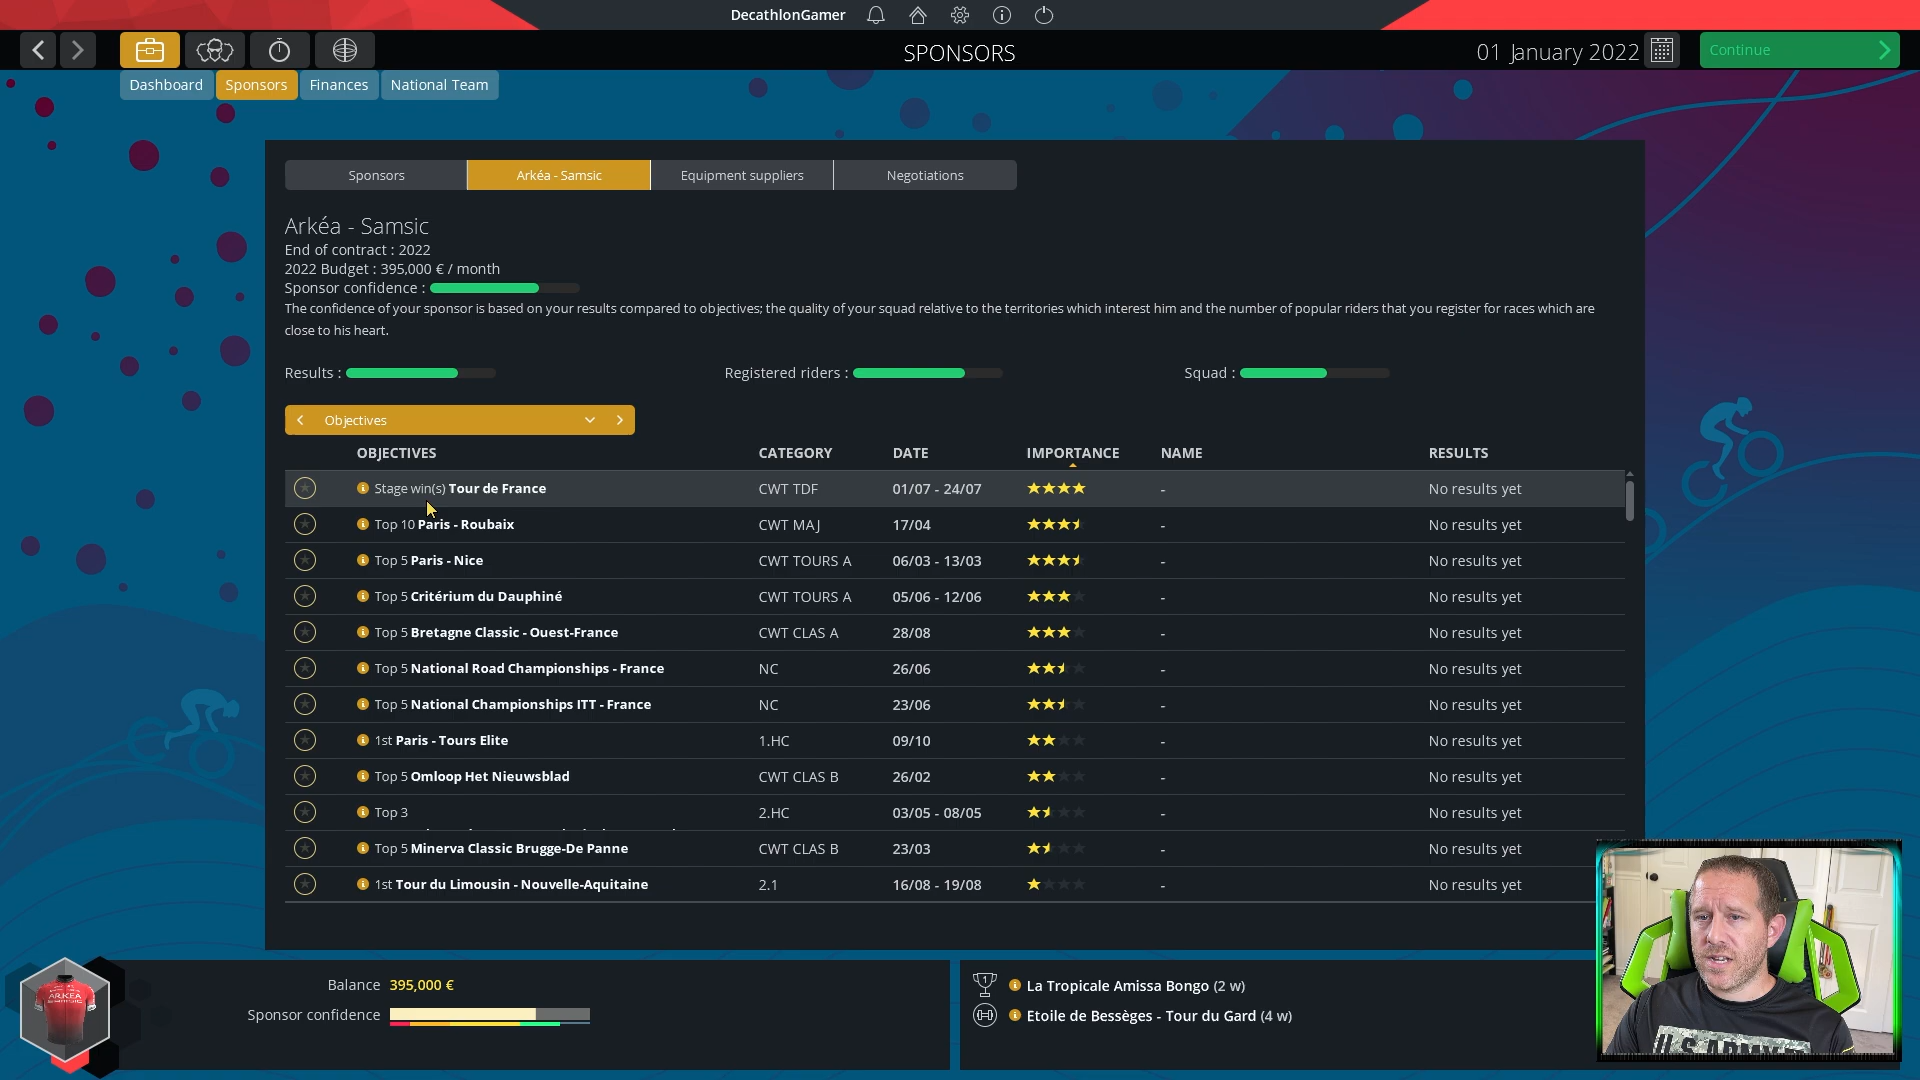 DecathlonGamer
SPONSORS
01 January 2022
Continue
Dashboard
Sponsors
Finances
National Team
Sponsors
Arkéa - Samsic
Equipment suppliers
Negotiations
Arkéa - Samsic
End of contract : 2022
2022 Budget : 395,000 € / month
Sponsor confidence :
The confidence of your sponsor is based on your results compared to objectives; the quality of your squad relative to the territories which interest him and the number of popular riders that you register for races which are
close to his heart.
Results :
Registered riders :
Squad :
Objectives
OBJECTIVES CATEGORY DATE IMPORTANCE NAME RESULTS
Stage win(s) Tour de France CWT TDF 01/07 - 24/07 - No results yet
Top 10 Paris - Roubaix CWT MAJ 17/04 - No results yet
Top 5 Paris - Nice CWT TOURS A 06/03 - 13/03 - No results yet
Top 5 Critérium du Dauphiné CWT TOURS A 05/06 - 12/06 - No results yet
Top 5 Bretagne Classic - Ouest-France CWT CLAS A 28/08 - No results yet
Top 5 National Road Championships - France NC 26/06 - No results yet
Top 5 National Championships ITT - France NC 23/06 - No results yet
1st Paris - Tours Elite 1.HC 09/10 - No results yet
Top 5 Omloop Het Nieuwsblad CWT CLAS B 26/02 - No results yet
Top 3 2.HC 03/05 - 08/05 - No results yet
Top 5 Minerva Classic Brugge-De Panne CWT CLAS B 23/03 - No results yet
1st Tour du Limousin - Nouvelle-Aquitaine 2.1 16/08 - 19/08 - No results yet
Balance 395,000 €
Sponsor confidence
La Tropicale Amissa Bongo (2 w)
Etoile de Bessèges - Tour du Gard (4 w)
ARKEA